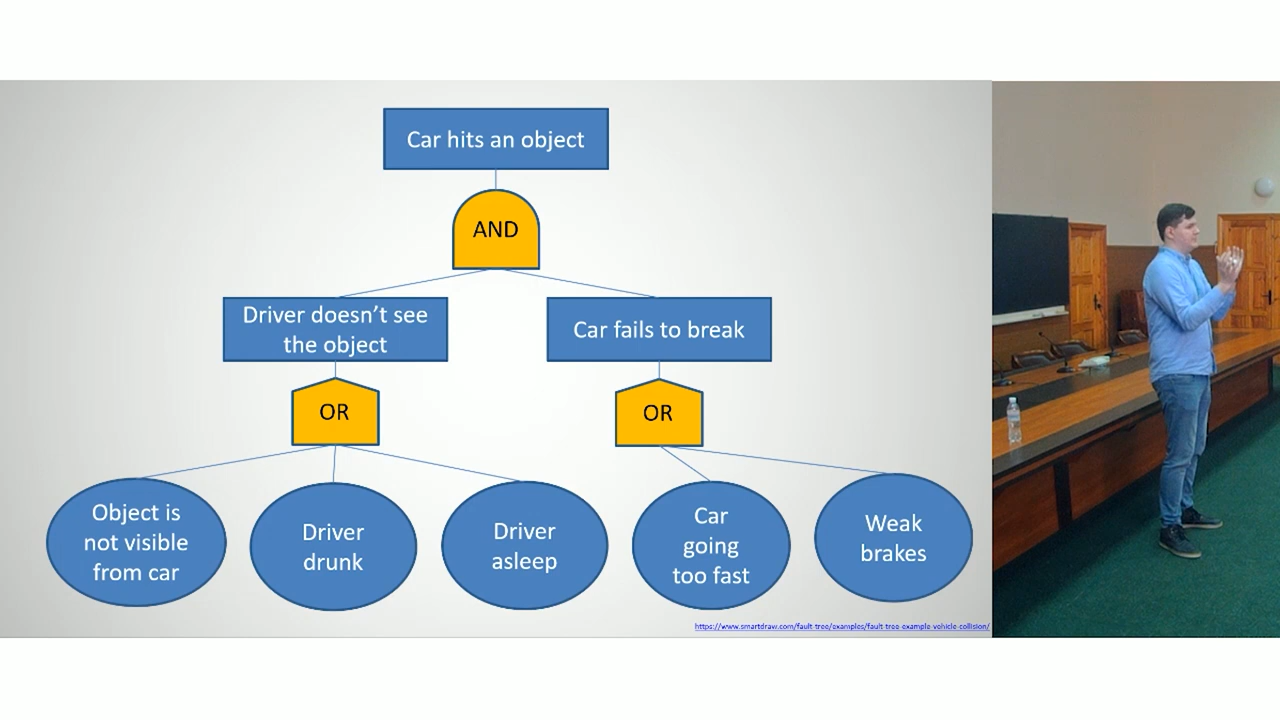 Car hits an object
AND
Driver doesn't see
the object
Car fails to break
OR
OR
Object is
not visible
from car
Driver
drunk
Driver
asleep
Car
going
too fast
Weak
brakes
https://www.smartdraw.com/fault-tree/examples/fault-tree-example-vehicle-collision/